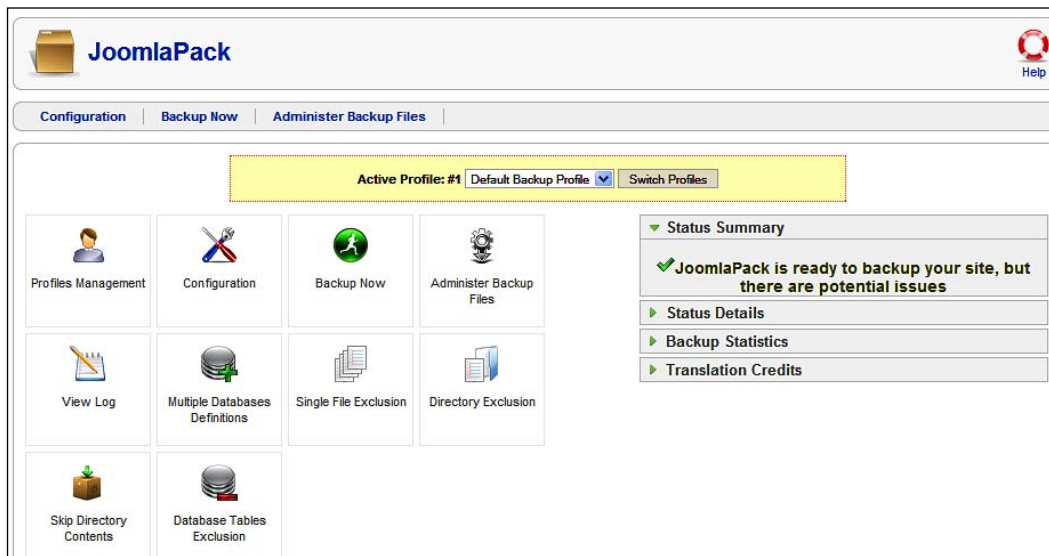 JoomlaPack
Help
Configuration
Backup Now
Administer Backup Files
Active Profile: #1 Default Backup Profile Switch Profiles
Profiles Management
Configuration
Backup Now
Administer Backup
Files
View Log
Multiple Databases
Definitions
Single File Exclusion
Directory Exclusion
Skip Directory
Contents
Database Tables
Exclusion
Status Summary
JoomlaPack is ready to backup your site, but
there are potential issues
Status Details
Backup Statistics
Translation Credits